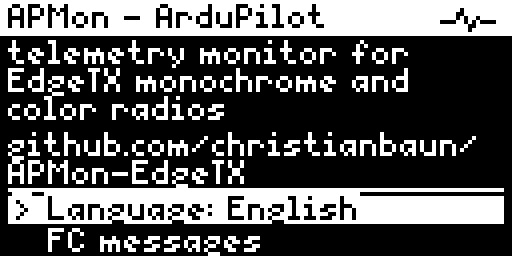 APMon - ArduPilot
telemetry monitor for
EdgeTX monochrome and
color radios
github.com/christianbaun/
APMon-EdgeTX
> Language: English
FC messages